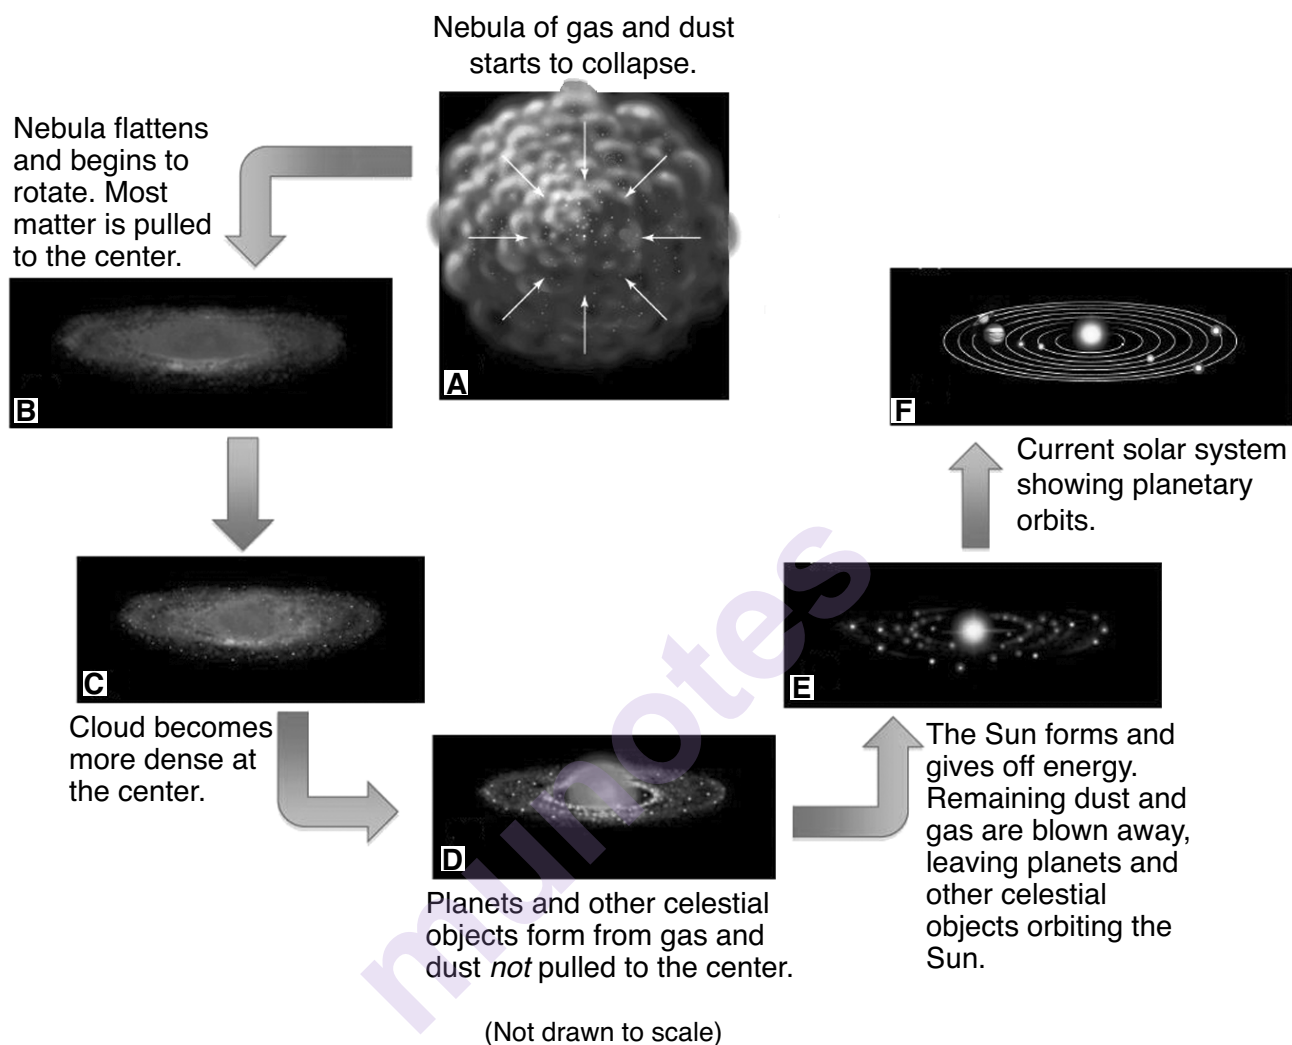 Nebula of gas and dust
starts to collapse.
A
Nebula flattens
and begins to
rotate. Most
matter is pulled
to the center.
B
C
Cloud becomes
more dense at
the center.
D
Planets and other celestial
objects form from gas and
dust not pulled to the center.
E
The Sun forms and
gives off energy.
Remaining dust and
gas are blown away,
leaving planets and
other celestial
objects orbiting the
Sun.
F
Current solar system
showing planetary
orbits.
(Not drawn to scale)
munotes